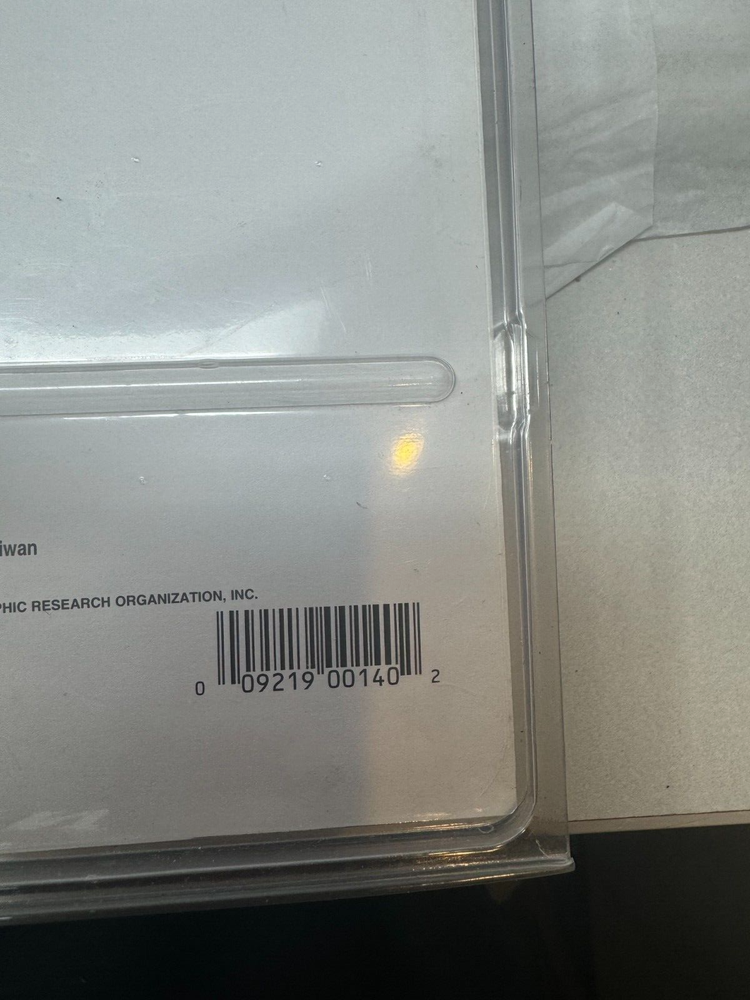 iwan
PHIC RESEARCH ORGANIZATION, INC.
0 09219 00140 2